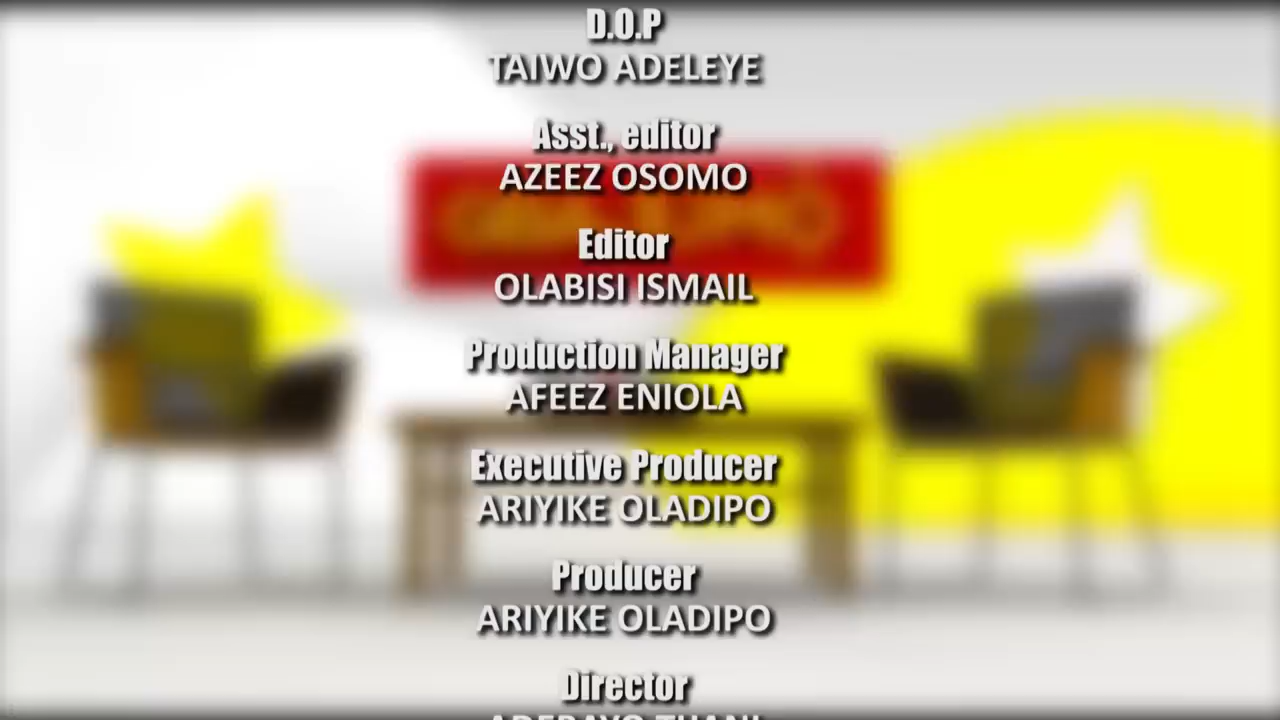 D.O.P
TAIWO ADELEYE
Asst., editor
AZEEZ OSOMO
Editor
OLABISI ISMAIL
Production Manager
AFEEZ ENIOLA
Executive Producer
ARIYIKE OLADIPO
Producer
ARIYIKE OLADIPO
Director